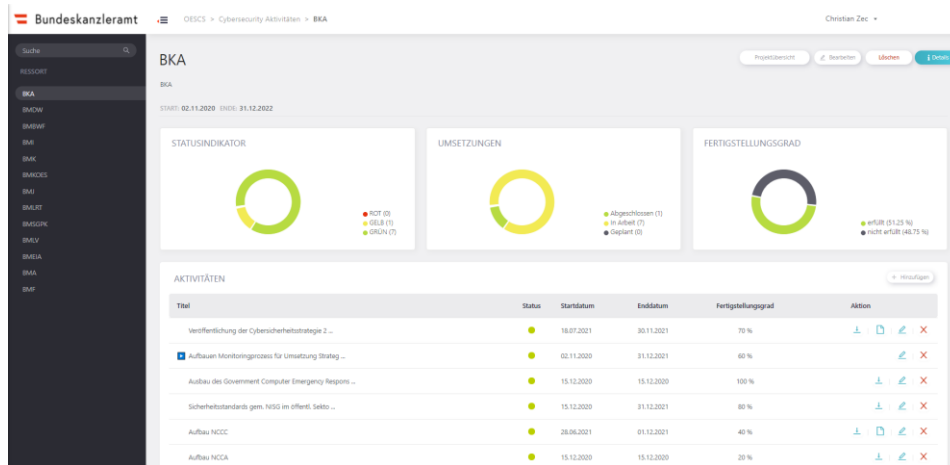 Bundeskanzleramt
OESCS > Cybersecurity Aktivitäten > BKA
Christian Zec
Suche
RESSORT
BKA
BMDW
BMBWF
BMI
BMK
BMKOES
BMJ
BMLRT
BMSGPK
BMLV
BMEIA
BMA
BMF
BKA
Projektübersicht
Bearbeiten
Löschen
i Details
BKA
START: 02.11.2020 ENDE: 31.12.2022
STATUSINDIKATOR
ROT (0)
GELB (1)
GRÜN (7)
UMSETZUNGEN
Abgeschlossen (1)
In Arbeit (7)
Geplant (0)
FERTIGSTELLUNGSGRAD
erfüllt (51.25 %)
nicht erfüllt (48.75 %)
AKTIVITÄTEN
+ Hinzufügen
Titel Status Startdatum Enddatum Fertigstellungsgrad Aktion
Veröffentlichung der Cybersicherheitsstrategie 2 ... 18.07.2021 30.11.2021 70 %
Aufbauen Monitoringprozess für Umsetzung Strateg ... 02.11.2020 31.12.2021 60 %
Ausbau des Government Computer Emergency Respons ... 15.12.2020 15.12.2020 100 %
Sicherheitsstandards gem. NISG im öffentl. Sekto ... 15.12.2020 31.12.2021 80 %
Aufbau NCCC 28.06.2021 01.12.2021 40 %
Aufbau NCCA 15.12.2020 15.12.2020 20 %